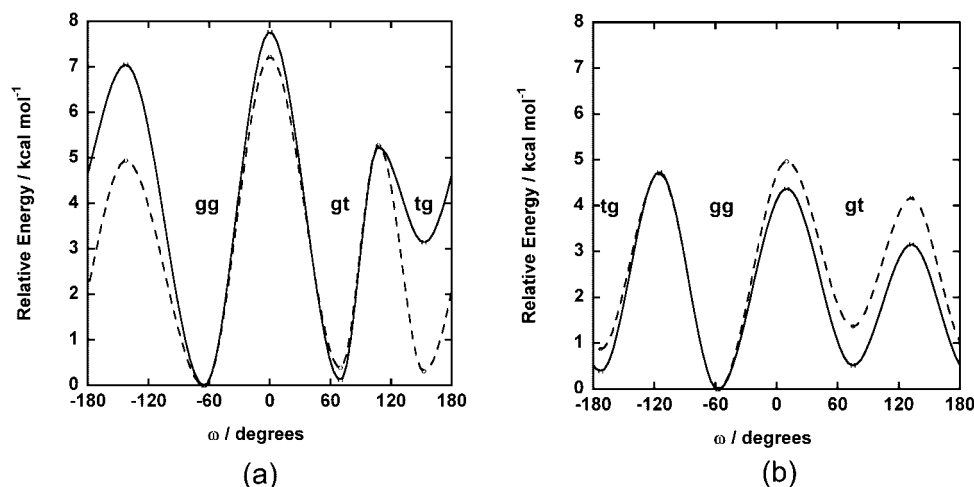 8
7
6
5
4
3
2
1
0
Relative Energy / kcal mol⁻¹
gg
gt
tg
-180 -120 -60 0 60 120 180
ω / degrees
(a)
8
7
6
5
4
3
2
1
0
Relative Energy / kcal mol⁻¹
tg
gg
gt
-180 -120 -60 0 60 120 180
ω / degrees
(b)